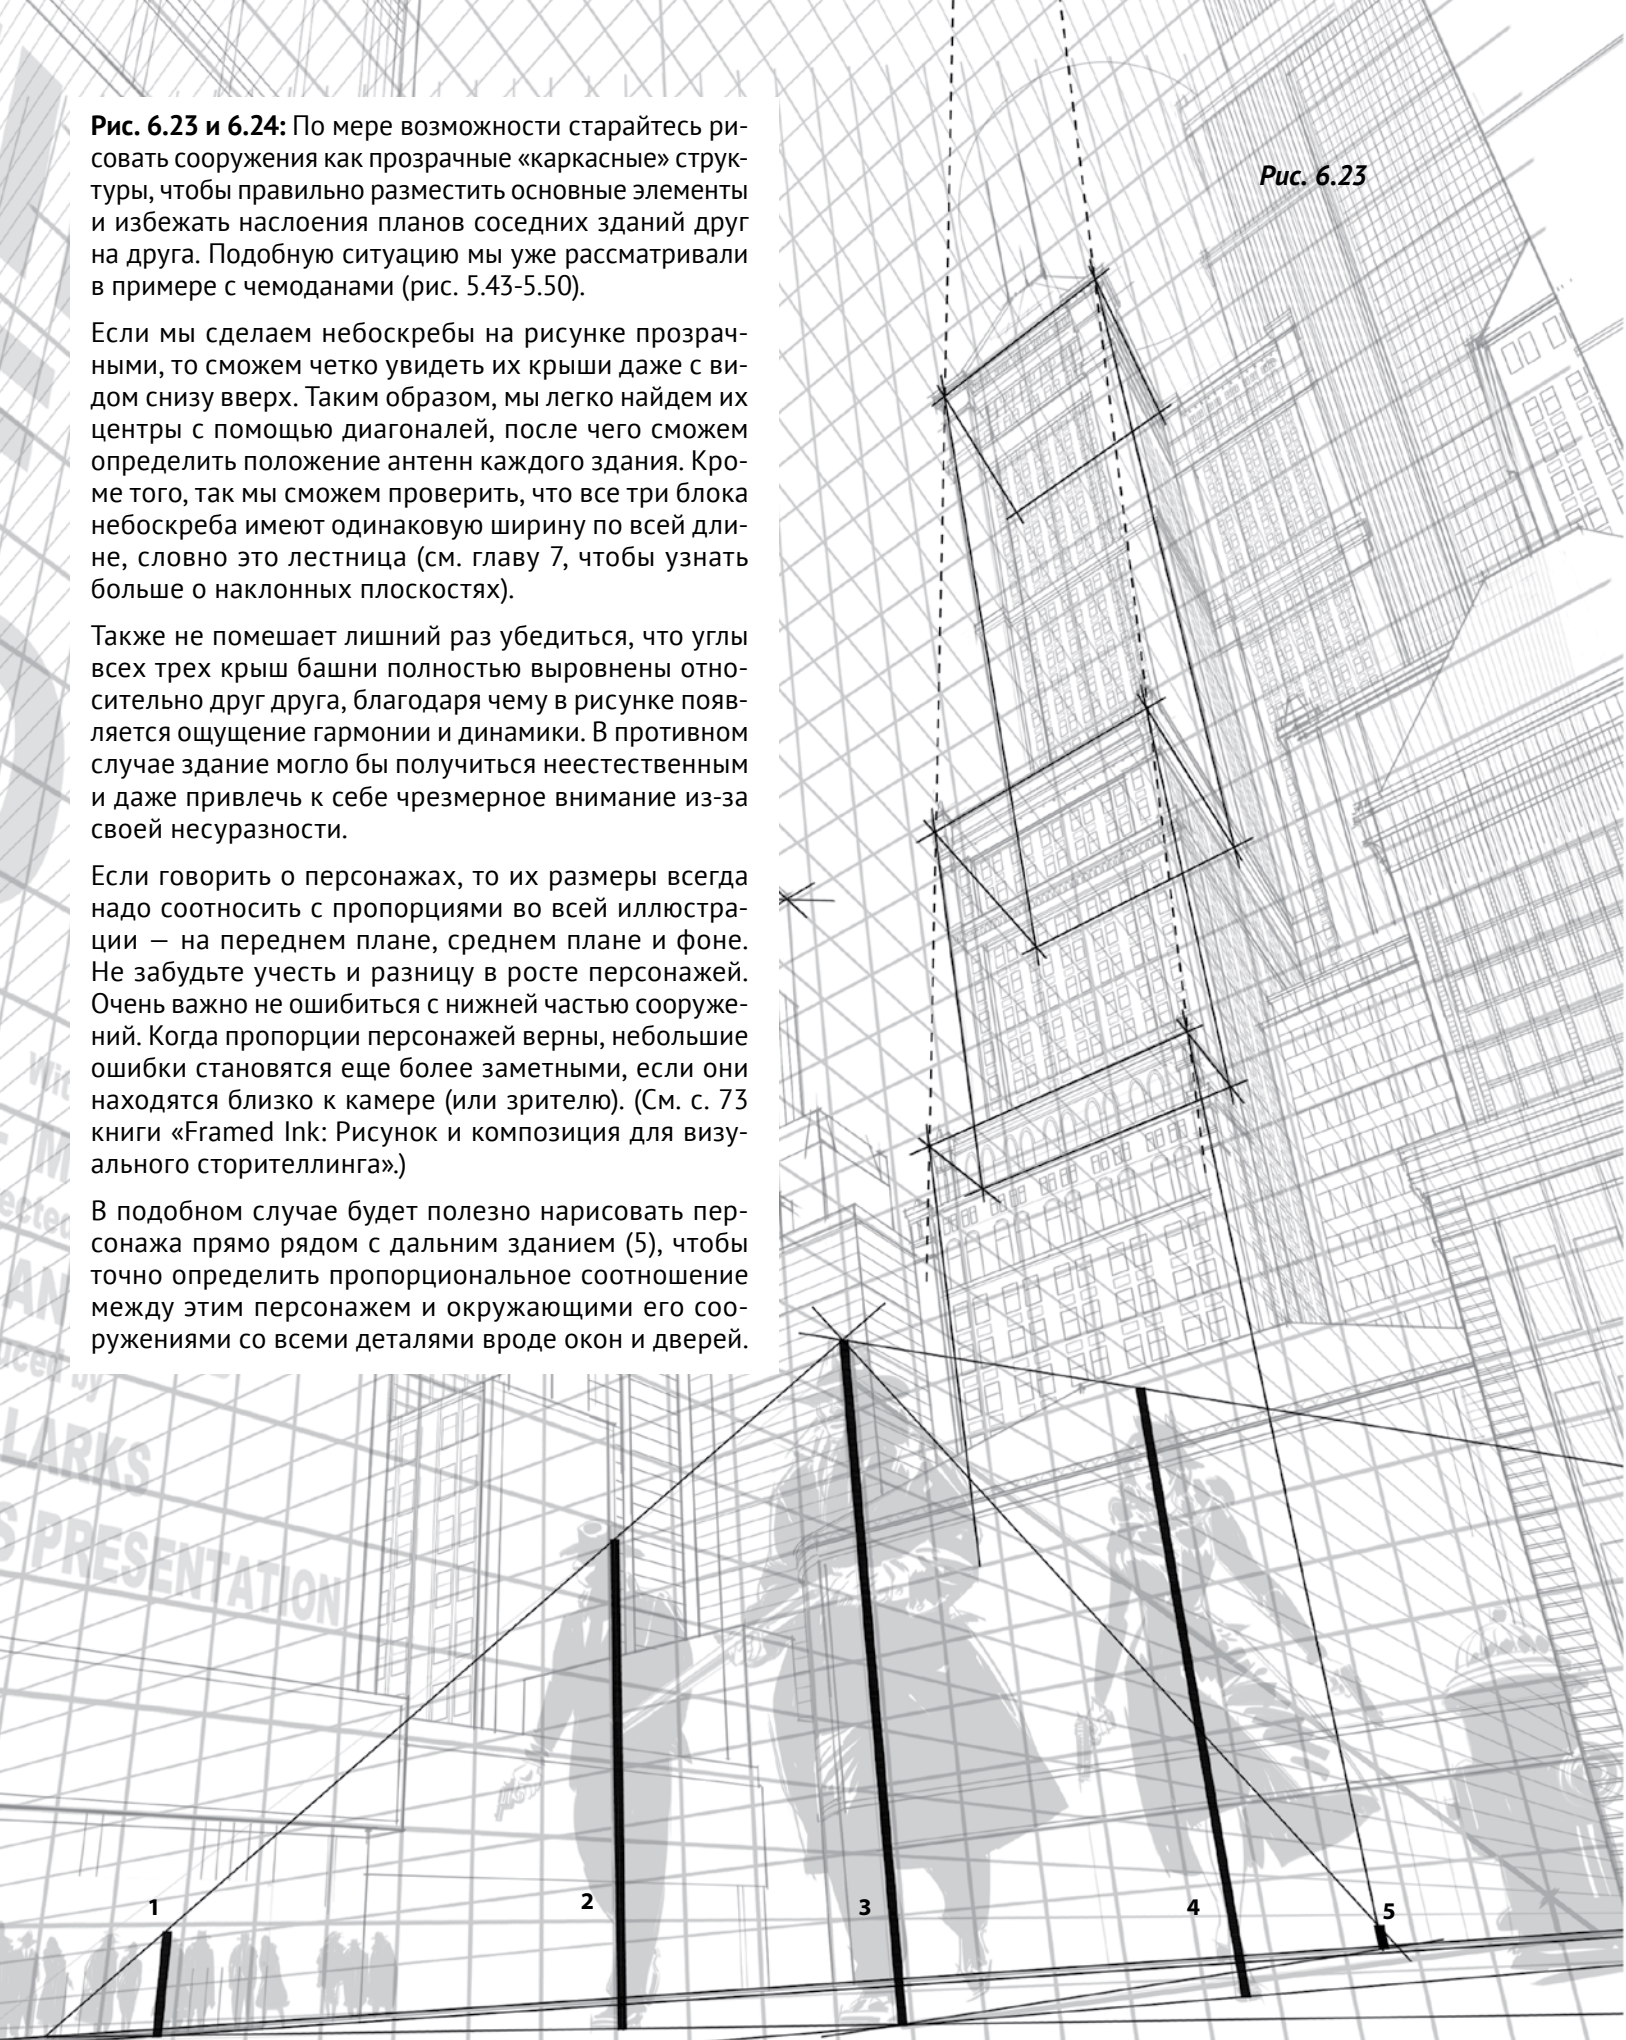 Рис. 6.23 и 6.24: По мере возможности старайтесь ри-
совать сооружения как прозрачные «каркасные» струк-
туры, чтобы правильно разместить основные элементы
и избежать наслоения планов соседних зданий друг
на друга. Подобную ситуацию мы уже рассматривали
в примере с чемоданами (рис. 5.43-5.50).
Если мы сделаем небоскребы на рисунке прозрач-
ными, то сможем четко увидеть их крыши даже с ви-
дом снизу вверх. Таким образом, мы легко найдем их
центры с помощью диагоналей, после чего сможем
определить положение антенн каждого здания. Кро-
ме того, так мы сможем проверить, что все три блока
небоскреба имеют одинаковую ширину по всей дли-
не, словно это лестница (см. главу 7, чтобы узнать
больше о наклонных плоскостях).
Также не помешает лишний раз убедиться, что углы
всех трех крыш башни полностью выровнены отно-
сительно друг друга, благодаря чему в рисунке появ-
ляется ощущение гармонии и динамики. В противном
случае здание могло бы получиться неестественным
и даже привлечь к себе чрезмерное внимание из-за
своей несуразности.
Если говорить о персонажах, то их размеры всегда
надо соотносить с пропорциями во всей иллюстра-
ции — на переднем плане, среднем плане и фоне.
Не забудьте учесть и разницу в росте персонажей.
Очень важно не ошибиться с нижней частью сооруже-
ний. Когда пропорции персонажей верны, небольшие
ошибки становятся еще более заметными, если они
находятся близко к камере (или зрителю). (См. с. 73
книги «Framed Ink: Рисунок и композиция для визу-
ального сторителлинга».)
В подобном случае будет полезно нарисовать пер-
сонажа прямо рядом с дальним зданием (5), чтобы
точно определить пропорциональное соотношение
между этим персонажем и окружающими его соо-
ружениями со всеми деталями вроде окон и дверей.
Рис. 6.23
LARKS
S PRESENTATION
1
2
3
4
5